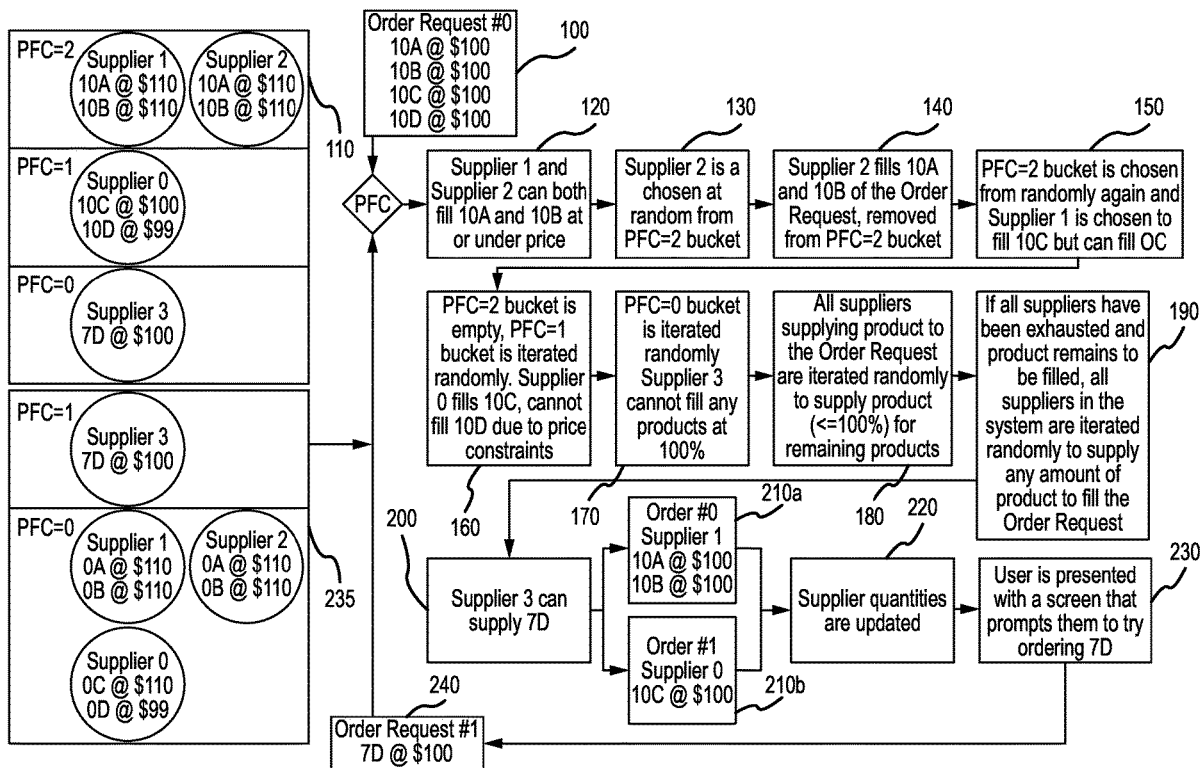 PFC=2
Supplier 1
10A @ $110
10B @ $110
Supplier 2
10A @ $110
10B @ $110
110
PFC=1
Supplier 0
10C @ $100
10D @ $99
PFC=0
Supplier 3
7D @ $100
PFC=1
Supplier 3
7D @ $100
PFC=0
Supplier 1
0A @ $110
0B @ $110
Supplier 2
0A @ $110
0B @ $110
235
Supplier 0
0C @ $110
0D @ $99
Order Request #0
10A @ $100
10B @ $100
10C @ $100
10D @ $100
100
PFC
120
Supplier 1 and
Supplier 2 can both
fill 10A and 10B at
or under price
130
Supplier 2 is a
chosen at
random from
PFC=2 bucket
140
Supplier 2 fills 10A
and 10B of the Order
Request, removed
from PFC=2 bucket
150
PFC=2 bucket is chosen
from randomly again and
Supplier 1 is chosen to
fill 10C but can fill OC
PFC=2 bucket is
empty, PFC=1
bucket is iterated
randomly. Supplier
0 fills 10C, cannot
fill 10D due to price
constraints
160
PFC=0 bucket
is iterated
randomly
Supplier 3
cannot fill any
products at
100%
170
All suppliers
supplying product to
the Order Request
are iterated randomly
to supply product
(<=100%) for
remaining products
180
If all suppliers have
been exhausted and
product remains to
be filled, all
suppliers in the
system are iterated
randomly to supply
any amount of
product to fill the
Order Request
190
200
Supplier 3 can
supply 7D
210a
Order #0
Supplier 1
10A @ $100
10B @ $100
Order #1
Supplier 0
10C @ $100
210b
220
Supplier quantities
are updated
230
User is presented
with a screen that
prompts them to try
ordering 7D
240
Order Request #1
7D @ $100